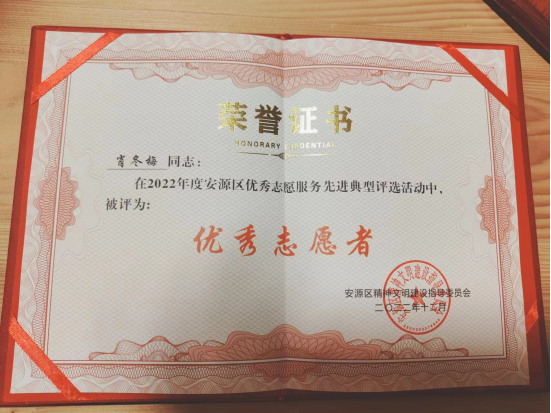 荣誉证书
HONORARY CREDENTIAL
肖冬梅 同志：
在2022年度安源区优秀志愿服务先进典型评选活动中，
被评为：
优秀志愿者
安源区精神文明建设指导委员会
二〇二二年十二月